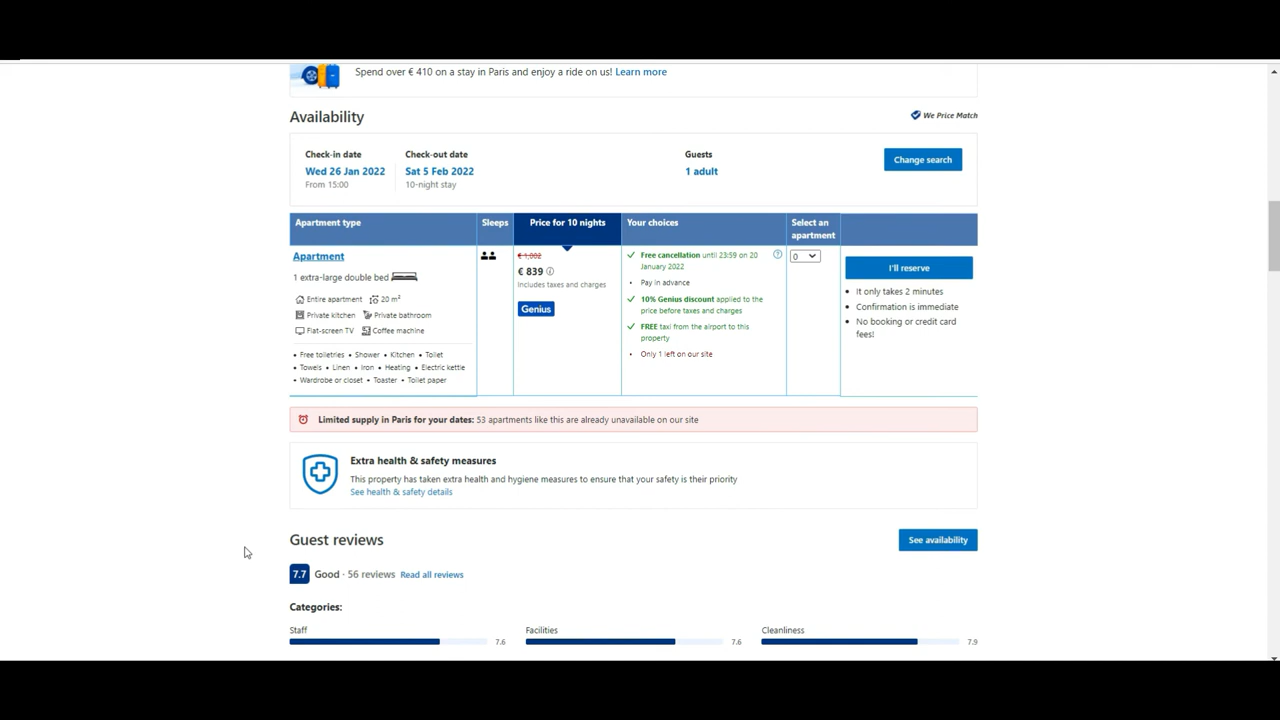 Spend over € 410 on a stay in Paris and enjoy a ride on us! Learn more
Availability
We Price Match
Check-in date
Wed 26 Jan 2022
From 15:00
Check-out date
Sat 5 Feb 2022
10-night stay
Guests
1 adult
Change search
Apartment type
Sleeps
Price for 10 nights
Your choices
Select an
apartment
Apartment
1 extra-large double bed
Entire apartment 20 m²
Private kitchen Private bathroom
Flat-screen TV Coffee machine
• Free toiletries • Shower • Kitchen • Toilet
• Towels • Linen • Iron • Heating • Electric kettle
• Wardrobe or closet • Toaster • Toilet paper
€ 1,002
€ 839
Includes taxes and charges
Genius
Free cancellation until 23:59 on 20
January 2022
• Pay in advance
10% Genius discount applied to the
price before taxes and charges
FREE taxi from the airport to this
property
• Only 1 left on our site
0
I'll reserve
• It only takes 2 minutes
• Confirmation is immediate
• No booking or credit card
fees!
Limited supply in Paris for your dates: 53 apartments like this are already unavailable on our site
Extra health & safety measures
This property has taken extra health and hygiene measures to ensure that your safety is their priority
See health & safety details
Guest reviews
See availability
7.7 Good · 56 reviews Read all reviews
Categories:
Staff
7.6
Facilities
7.6
Cleanliness
7.9